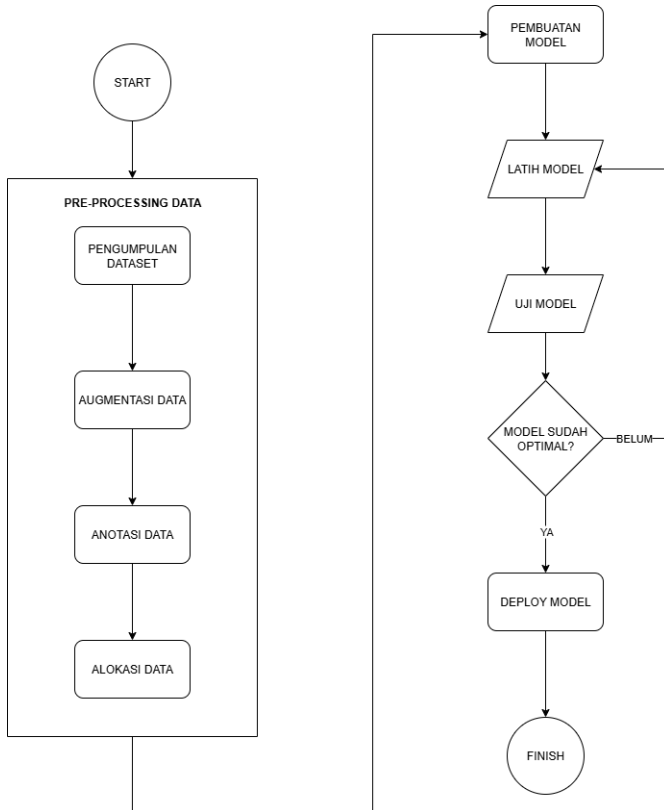 START
PRE-PROCESSING DATA
PENGUMPULAN
DATASET
AUGMENTASI DATA
ANOTASI DATA
ALOKASI DATA
PEMBUATAN
MODEL
LATIH MODEL
UJI MODEL
MODEL SUDAH
OPTIMAL?
BELUM
YA
DEPLOY MODEL
FINISH